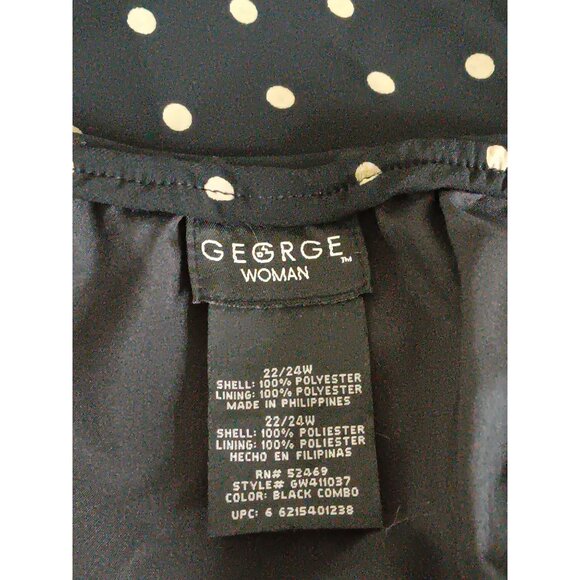 GEORGE
TM
WOMAN
22/24W
SHELL: 100% POLYESTER
LINING: 100% POLYESTER
MADE IN PHILIPPINES
22/24W
SHELL: 100% POLIESTER
LINING: 100% POLIESTER
HECHO EN FILIPINAS
RN# 52469
STYLE# GW411037
COLOR: BLACK COMBO
UPC: 6 6215401238